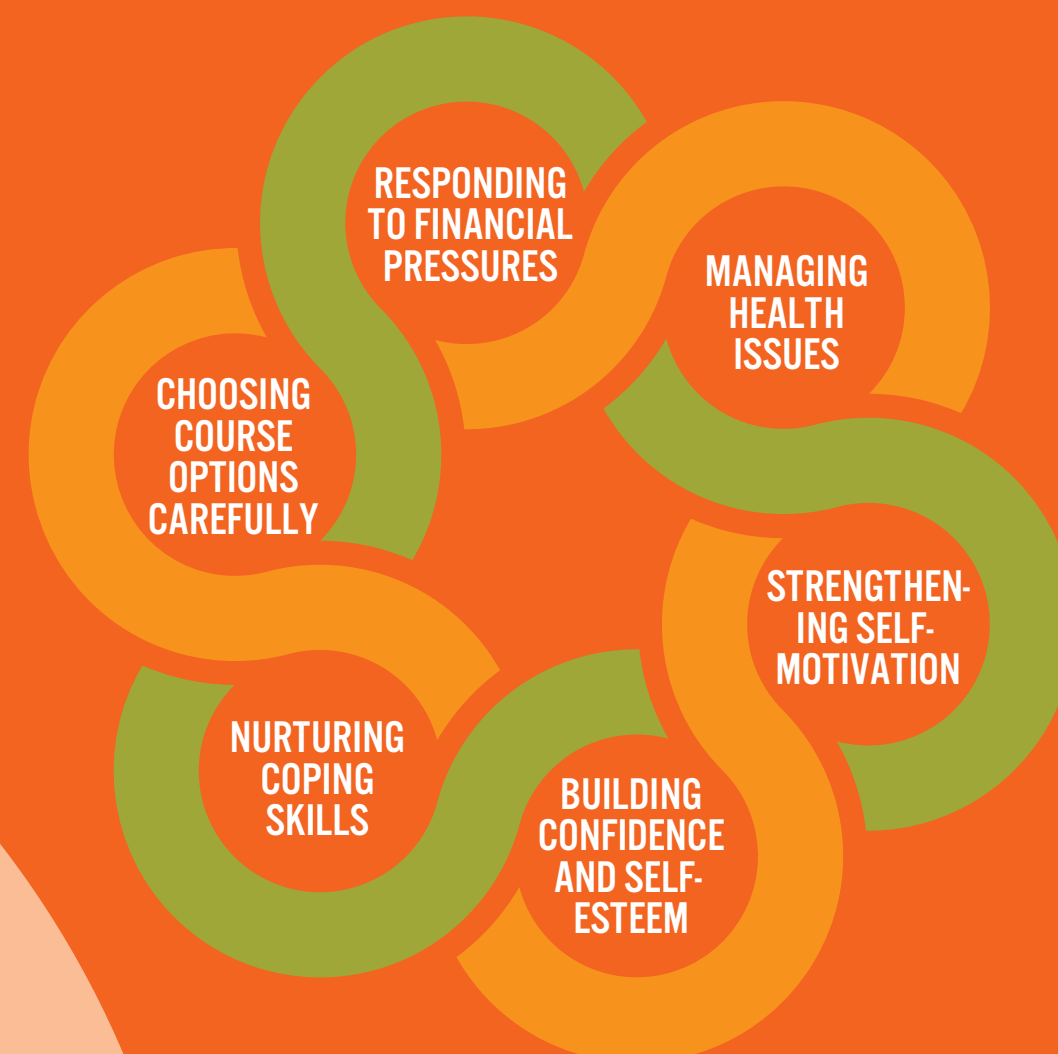 RESPONDING
TO FINANCIAL
PRESSURES
MANAGING
HEALTH
ISSUES
CHOOSING
COURSE
OPTIONS
CAREFULLY
STRENGTHEN-
ING SELF-
MOTIVATION
NURTURING
COPING
SKILLS
BUILDING
CONFIDENCE
AND SELF-
ESTEEM